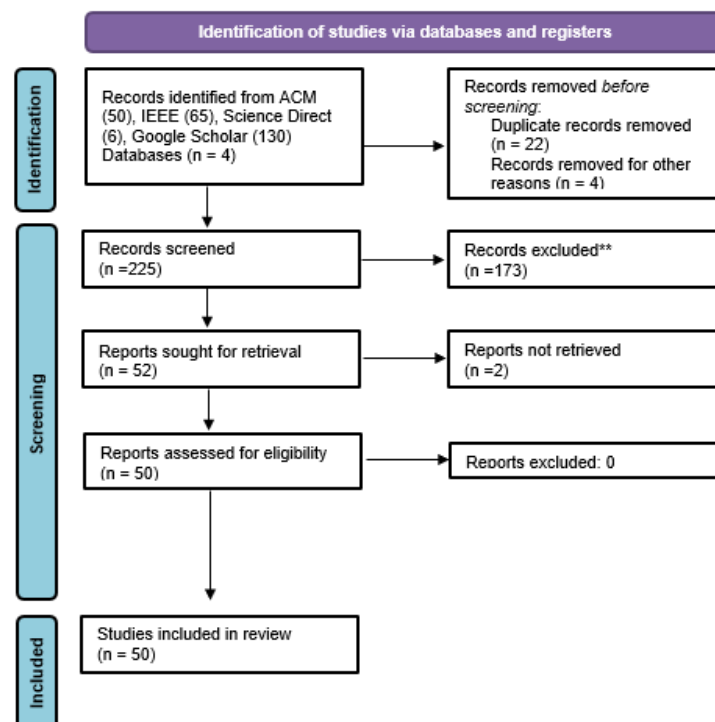 Identification of studies via databases and registers
Identification
Records identified from ACM
(50), IEEE (65), Science Direct
(6), Google Scholar (130)
Databases (n = 4)
Records removed before
screening:
Duplicate records removed
(n = 22)
Records removed for other
reasons (n = 4)
Screening
Records screened
(n =225)
Records excluded**
(n =173)
Reports sought for retrieval
(n = 52)
Reports not retrieved
(n =2)
Reports assessed for eligibility
(n = 50)
Reports excluded: 0
Included
Studies included in review
(n = 50)